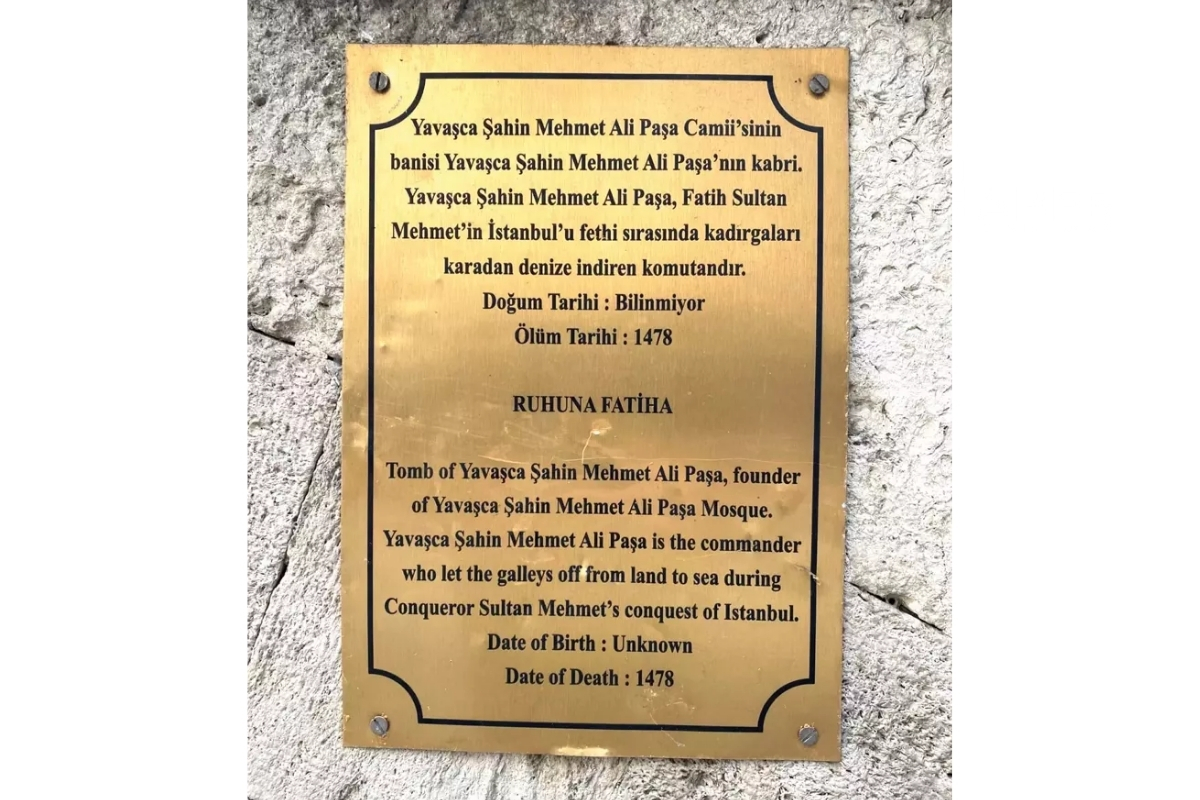 Yavaşca Şahin Mehmet Ali Paşa Camii’sinin
banisi Yavaşca Şahin Mehmet Ali Paşa’nın kabri.
Yavaşca Şahin Mehmet Ali Paşa, Fatih Sultan
Mehmet’in İstanbul’u fethi sırasında kadırgaları
karadan denize indiren komutandır.
Doğum Tarihi : Bilinmiyor
Ölüm Tarihi : 1478
RUHUNA FATİHA
Tomb of Yavaşca Şahin Mehmet Ali Paşa, founder
of Yavaşca Şahin Mehmet Ali Paşa Mosque.
Yavaşca Şahin Mehmet Ali Paşa is the commander
who let the galleys off from land to sea during
Conqueror Sultan Mehmet’s conquest of Istanbul.
Date of Birth : Unknown
Date of Death : 1478